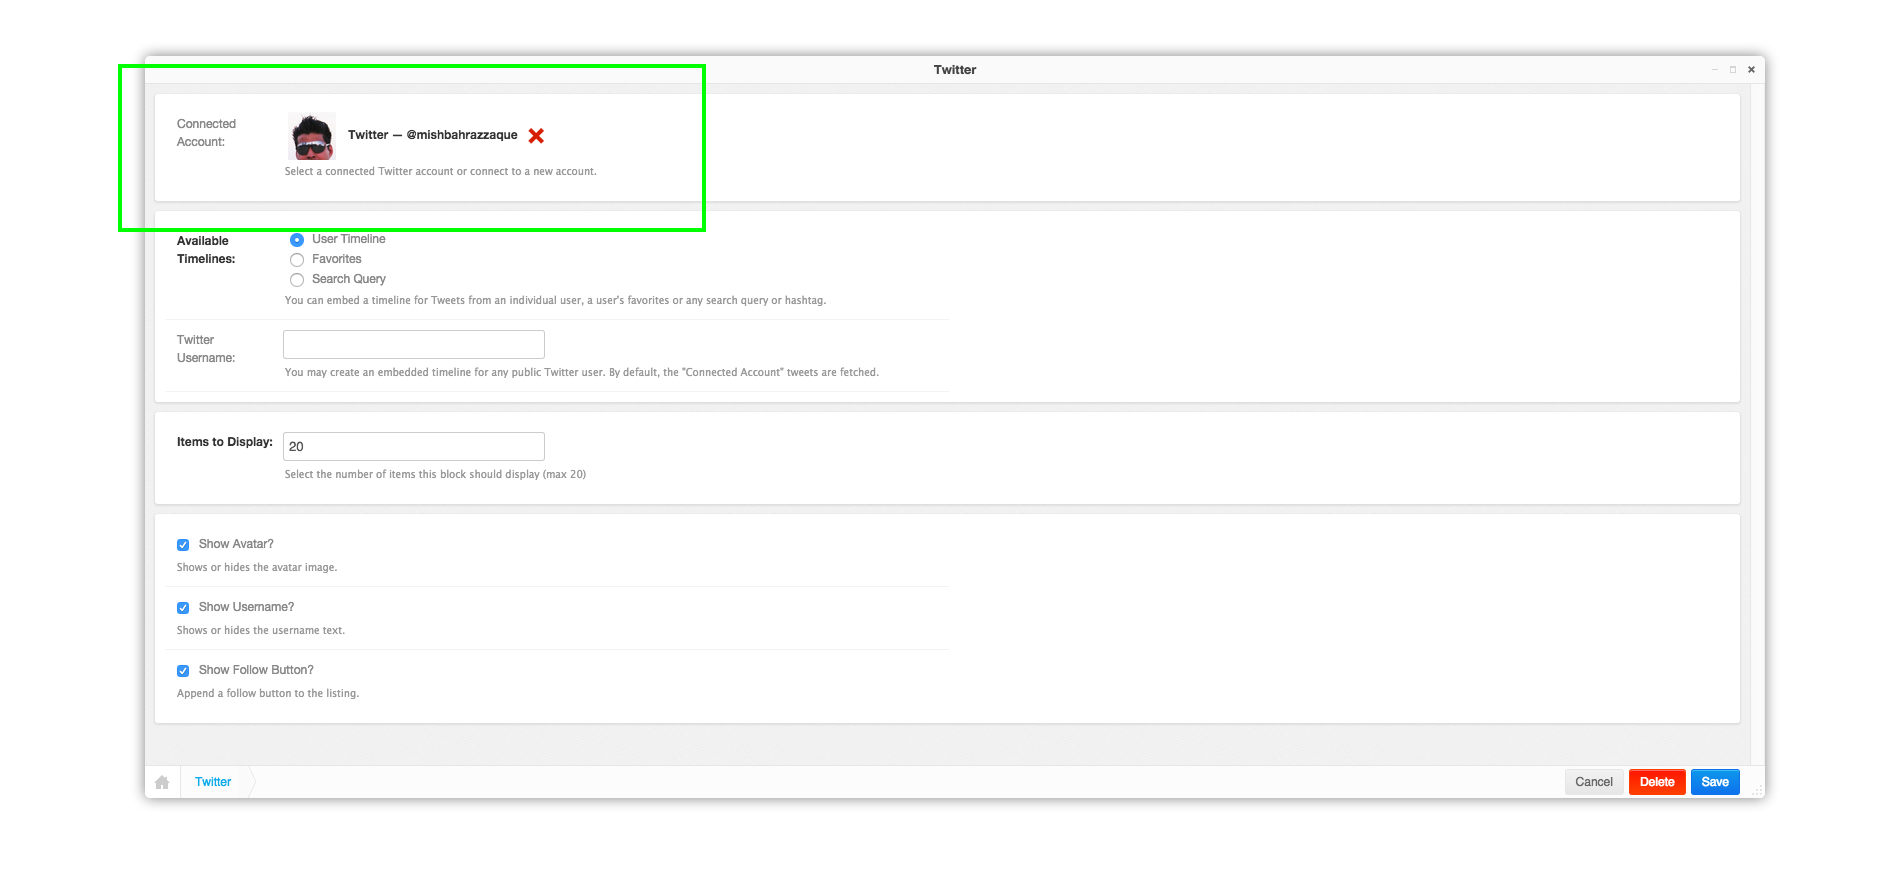 Twitter
Connected
Account:
Twitter — @mishbahrazzaque
Select a connected Twitter account or connect to a new account.
Available
Timelines:
User Timeline
Favorites
Search Query
You can embed a timeline for Tweets from an individual user, a user's favorites or any search query or hashtag.
Twitter
Username:
You may create an embedded timeline for any public Twitter user. By default, the "Connected Account" tweets are fetched.
Items to Display:
20
Select the number of items this block should display (max 20)
Show Avatar?
Shows or hides the avatar image.
Show Username?
Shows or hides the username text.
Show Follow Button?
Append a follow button to the listing.
Twitter
Cancel
Delete
Save